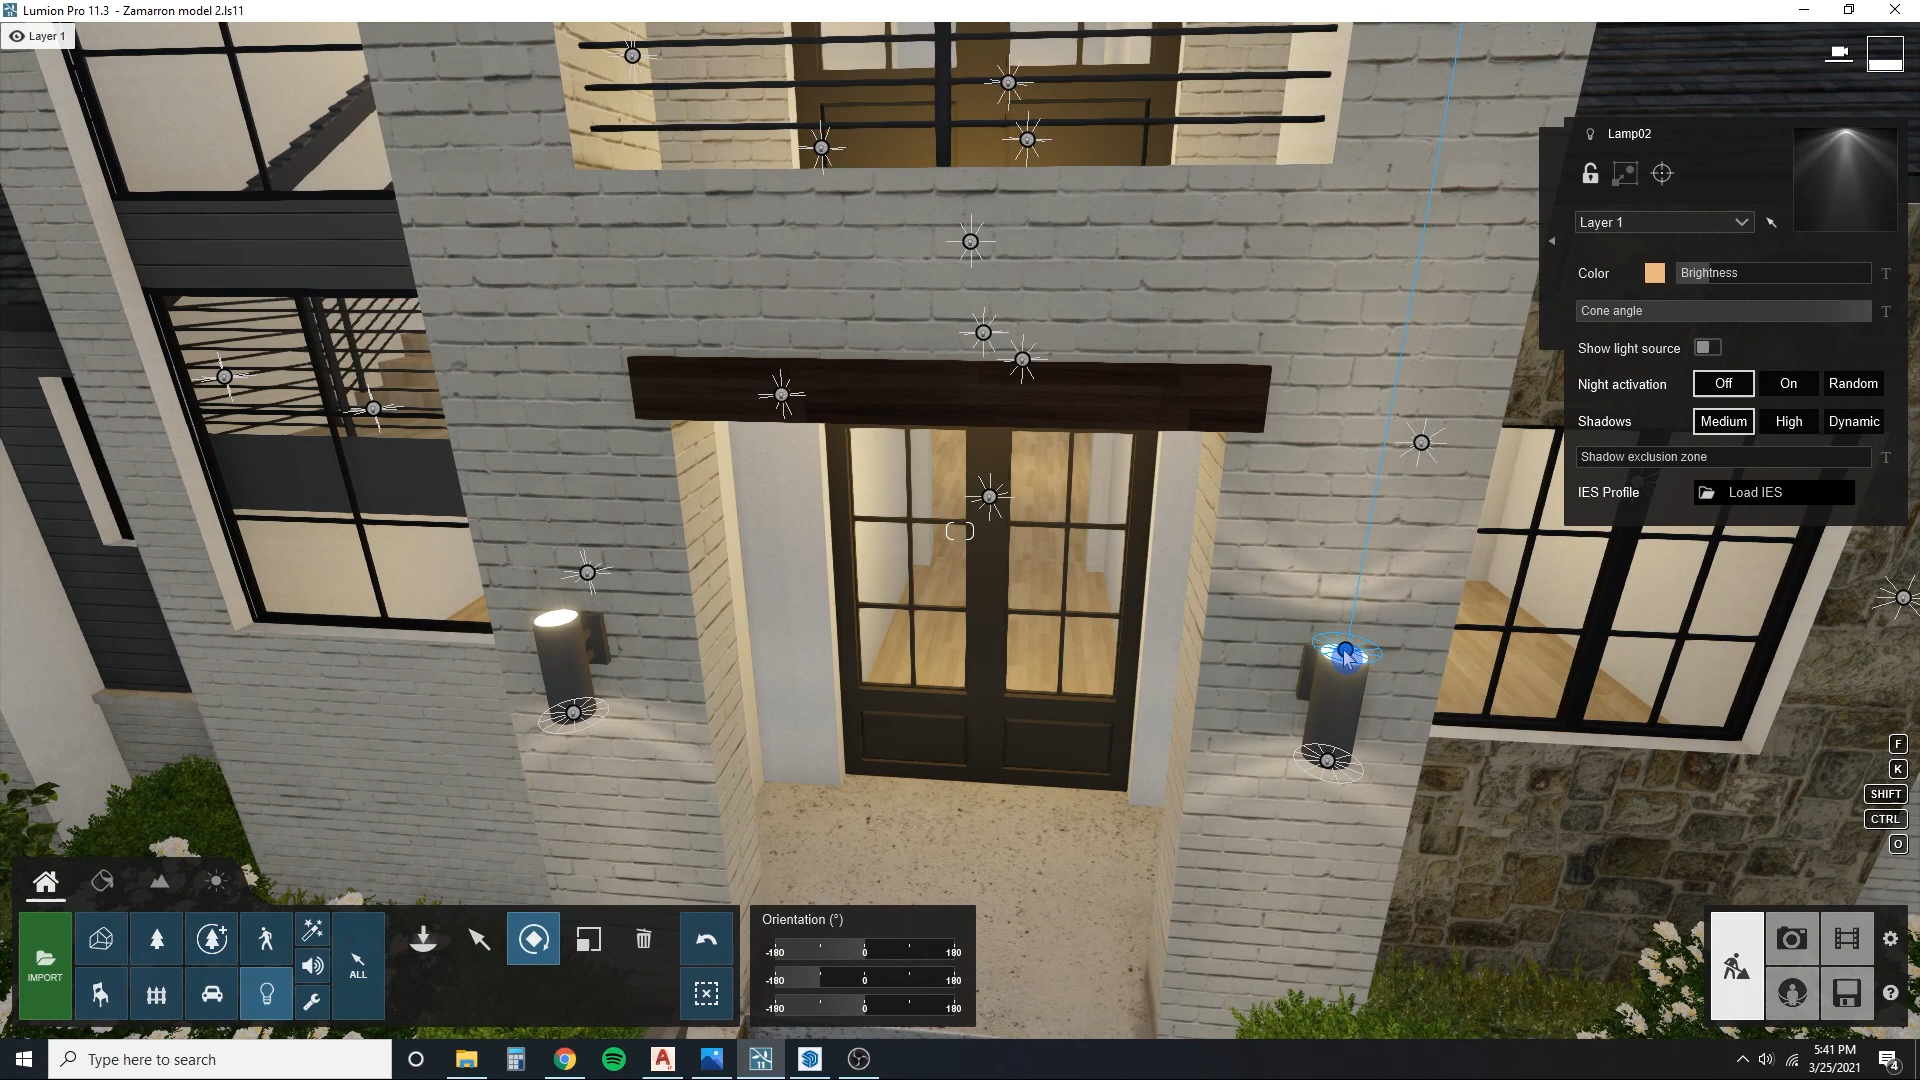 Lumion Pro 11.3 - Zamarron model 2.ls11
Layer 1
Lamp02
Layer 1
Color
Brightness
T
Cone angle
T
Show light source
Night activation
Off
On
Random
Shadows
Medium
High
Dynamic
Shadow exclusion zone
T
IES Profile
Load IES
F
K
SHIFT
CTRL
O
IMPORT
ALL
Orientation (°)
-180
0
180
-180
0
180
-180
0
180
?
Type here to search
A
11
5:41 PM
3/25/2021
4